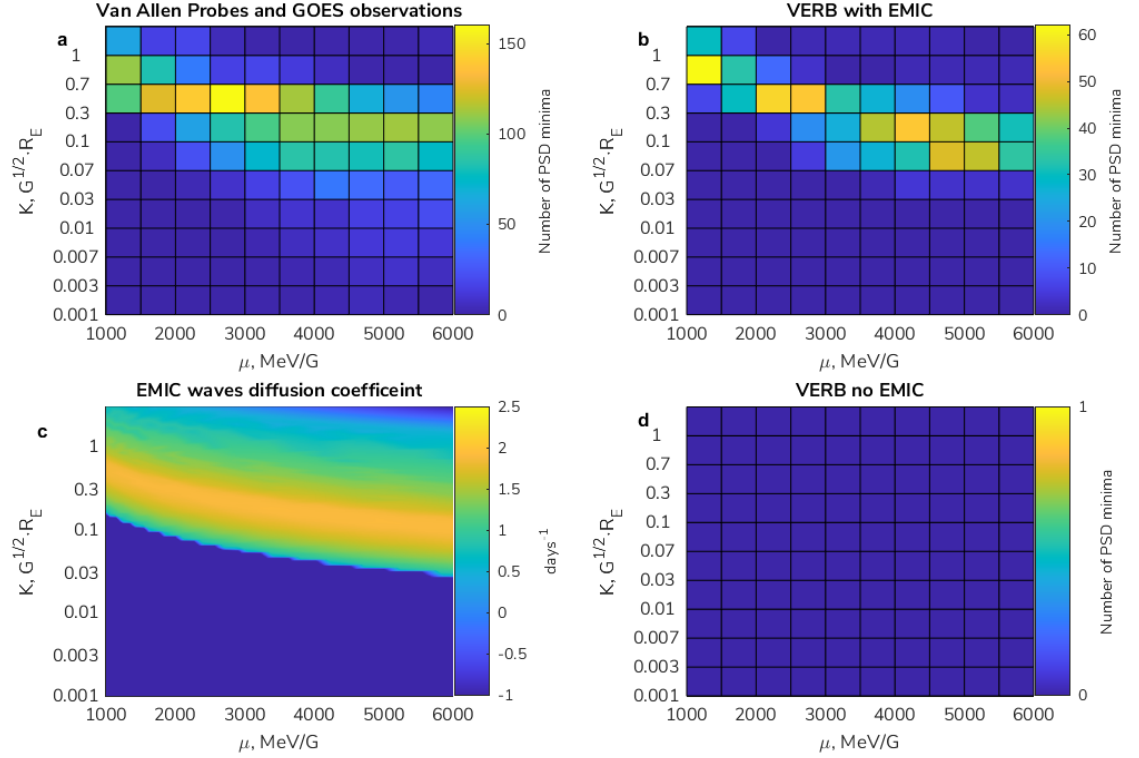 Van Allen Probes and GOES observations
a
K, G^1/2·R_E
1
0.7
0.3
0.1
0.07
0.03
0.01
0.007
0.003
0.001
1000 2000 3000 4000 5000 6000
μ, MeV/G
150
100
50
0
Number of PSD minima
VERB with EMIC
b
K, G^1/2·R_E
1
0.7
0.3
0.1
0.07
0.03
0.01
0.007
0.003
0.001
1000 2000 3000 4000 5000 6000
μ, MeV/G
60
50
40
30
20
10
0
Number of PSD minima
EMIC waves diffusion coefficeint
c
K, G^1/2·R_E
1
0.3
0.1
0.03
0.01
0.003
0.001
1000 2000 3000 4000 5000 6000
μ, MeV/G
2.5
2
1.5
1
0.5
0
-0.5
-1
days^-1
VERB no EMIC
d
K, G^1/2·R_E
1
0.7
0.3
0.1
0.07
0.03
0.01
0.007
0.003
0.001
1000 2000 3000 4000 5000 6000
μ, MeV/G
1
0
Number of PSD minima